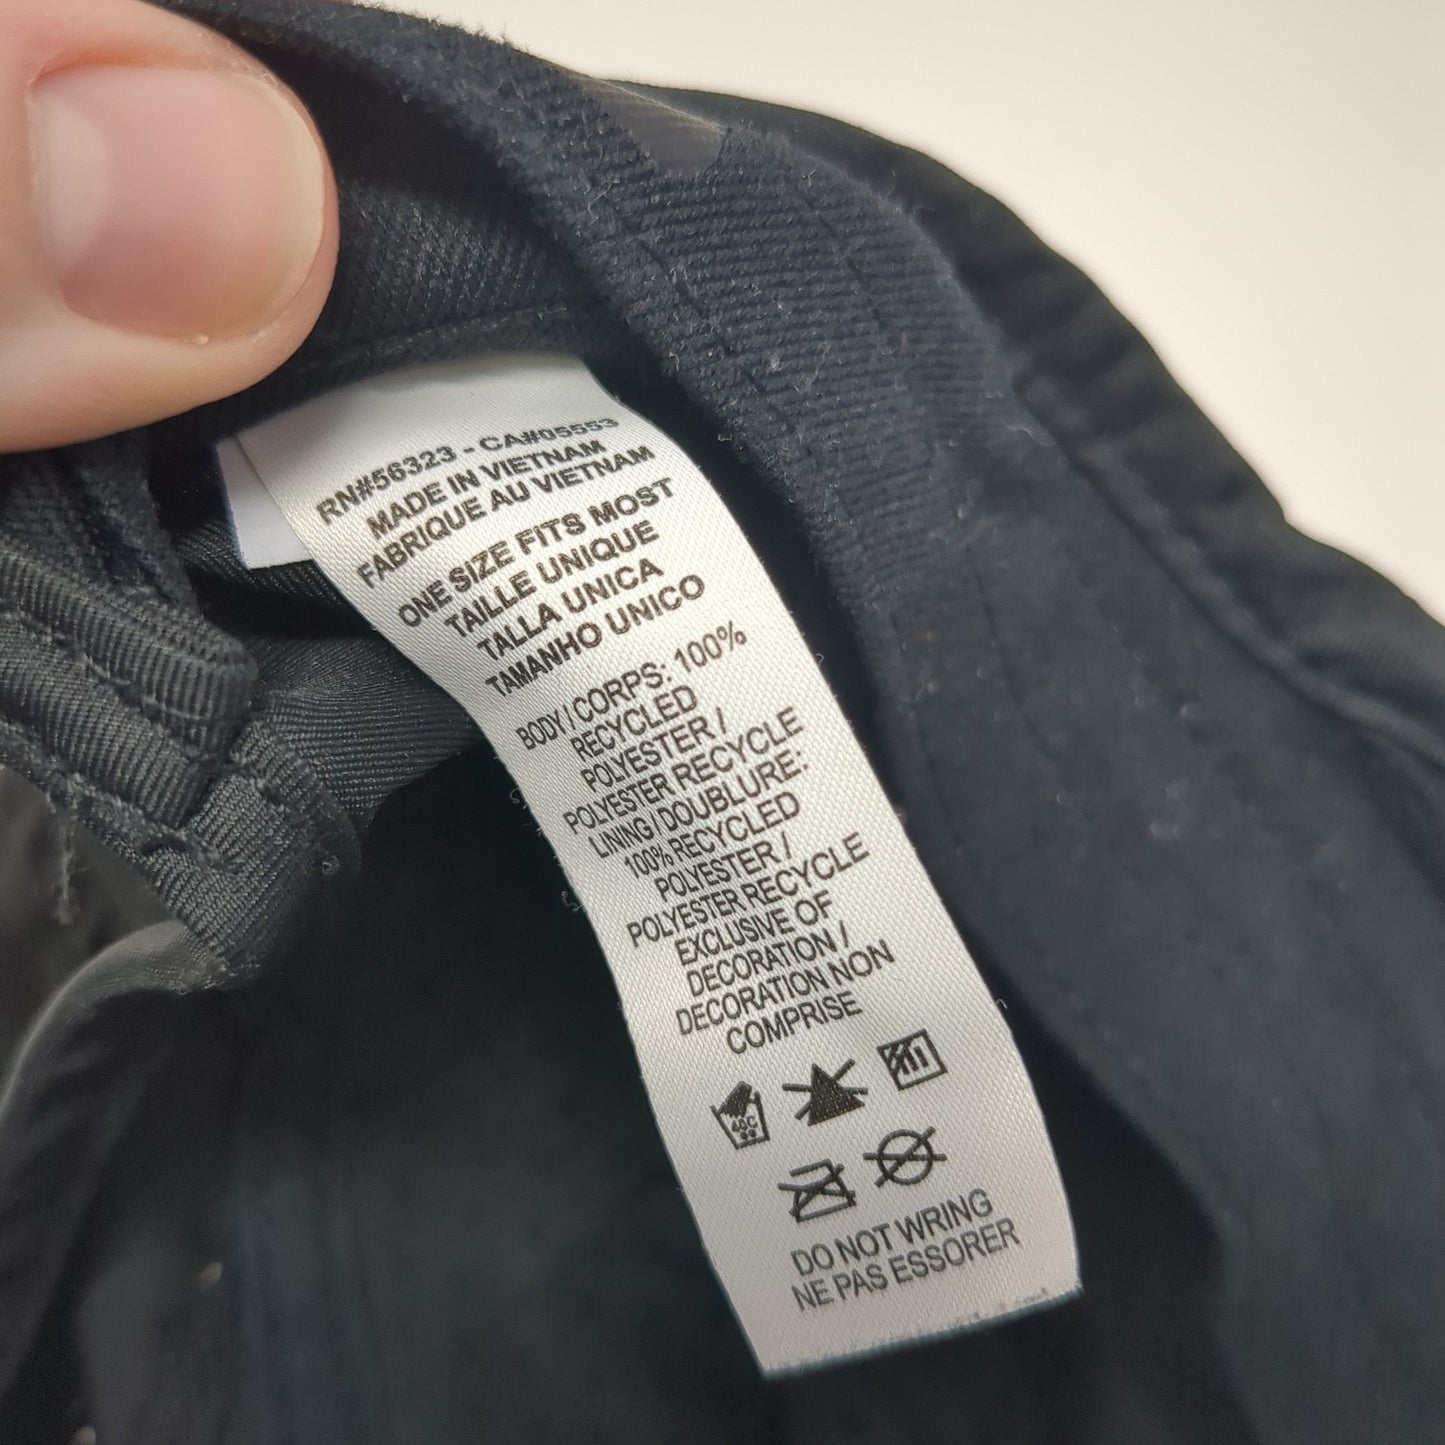 RN#56323 - CA#05553
MADE IN VIETNAM
FABRIQUE AU VIETNAM
ONE SIZE FITS MOST
TAILLE UNIQUE
TALLA UNICA
TAMANHO UNICO
BODY / CORPS: 100%
RECYCLED
POLYESTER /
POLYESTER RECYCLE
LINING / DOUBLURE:
100% RECYCLED
POLYESTER /
POLYESTER RECYCLE
EXCLUSIVE OF
DECORATION /
DECORATION NON
COMPRISE
40C
DO NOT WRING
NE PAS ESSORER